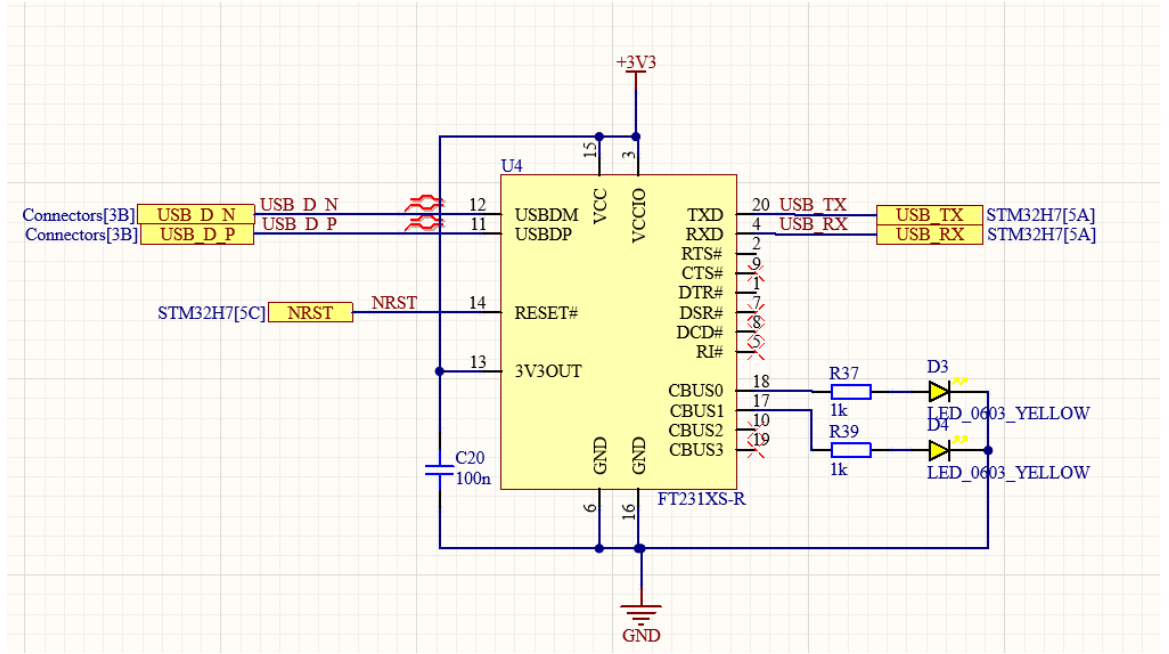 +3V3
U4
15
3
VCC
VCCIO
Connectors[3B]
USB_D_N
USB_D_N
12
USBDM
Connectors[3B]
USB_D_P
USB_D_P
11
USBDP
STM32H7[5C]
NRST
NRST
14
RESET#
13
3V3OUT
TXD
20
USB_TX
USB_TX
STM32H7[5A]
RXD
4
USB_RX
USB_RX
STM32H7[5A]
RTS#
2
CTS#
9
DTR#
1
DSR#
7
DCD#
8
RI#
5
CBUS0
18
CBUS1
17
CBUS2
10
CBUS3
19
R37
1k
D3
LED_0603_YELLOW
R39
1k
D4
LED_0603_YELLOW
C20
100n
GND
GND
6
16
FT231XS-R
GND